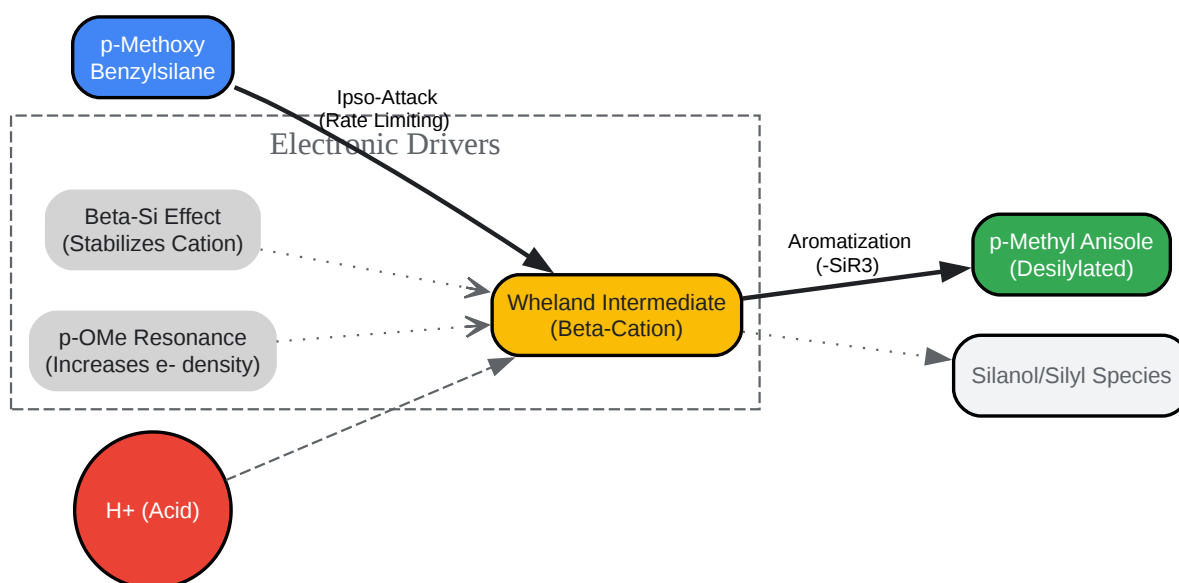 p-Methoxy
Benzylsilane
Ipso-Attack
(Rate Limiting)
Electronic Drivers
Beta-Si Effect
(Stabilizes Cation)
p-OMe Resonance
(Increases e- density)
Wheland Intermediate
(Beta-Cation)
Aromatization
(-SiR3)
p-Methyl Anisole
(Desilylated)
Silanol/Silyl Species
H+ (Acid)